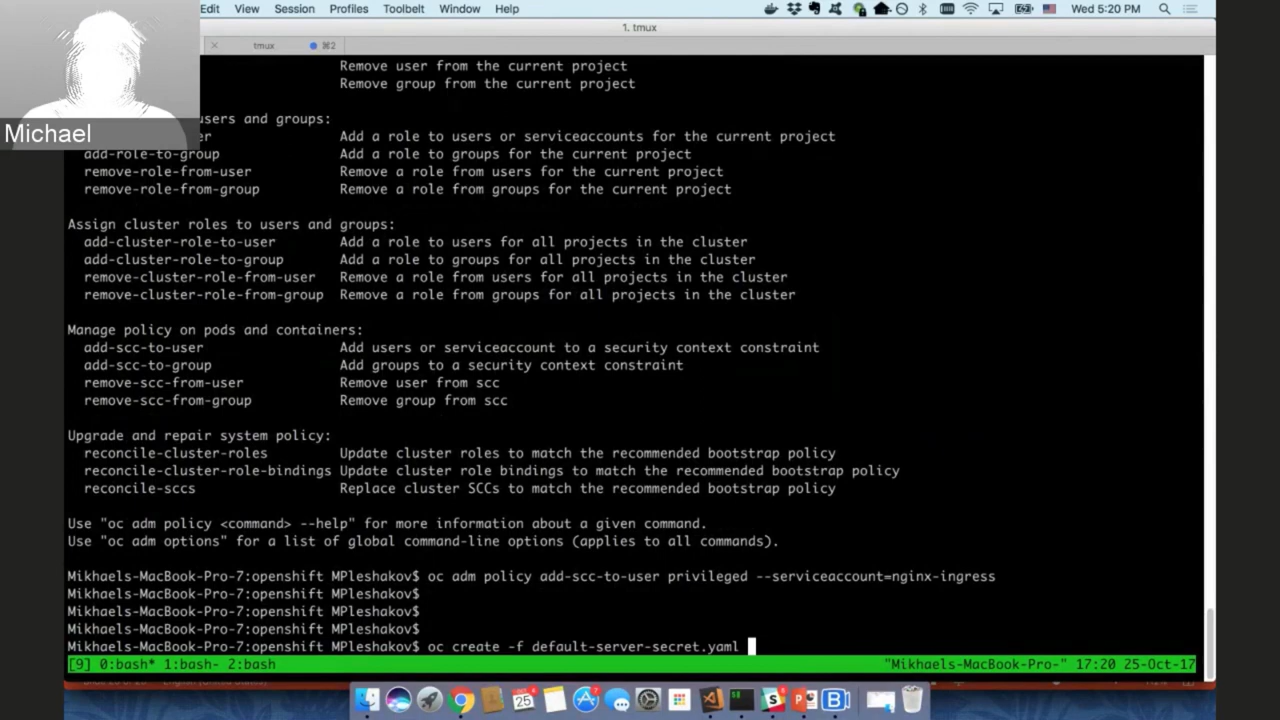 Edit View Session Profiles Toolbelt Window Help Wed 5:20 PM
1. tmux
tmux ⌘2
Michael
Remove user from the current project
Remove group from the current project
users and groups:
er Add a role to users or serviceaccounts for the current project
add-role-to-group Add a role to groups for the current project
remove-role-from-user Remove a role from users for the current project
remove-role-from-group Remove a role from groups for the current project
Assign cluster roles to users and groups:
add-cluster-role-to-user Add a role to users for all projects in the cluster
add-cluster-role-to-group Add a role to groups for all projects in the cluster
remove-cluster-role-from-user Remove a role from users for all projects in the cluster
remove-cluster-role-from-group Remove a role from groups for all projects in the cluster
Manage policy on pods and containers:
add-scc-to-user Add users or serviceaccount to a security context constraint
add-scc-to-group Add groups to a security context constraint
remove-scc-from-user Remove user from scc
remove-scc-from-group Remove group from scc
Upgrade and repair system policy:
reconcile-cluster-roles Update cluster roles to match the recommended bootstrap policy
reconcile-cluster-role-bindings Update cluster role bindings to match the recommended bootstrap policy
reconcile-sccs Replace cluster SCCs to match the recommended bootstrap policy
Use "oc adm policy <command> --help" for more information about a given command.
Use "oc adm options" for a list of global command-line options (applies to all commands).
Mikhaels-MacBook-Pro-7:openshift MPleshakov$ oc adm policy add-scc-to-user privileged --serviceaccount=nginx-ingress
Mikhaels-MacBook-Pro-7:openshift MPleshakov$
Mikhaels-MacBook-Pro-7:openshift MPleshakov$
Mikhaels-MacBook-Pro-7:openshift MPleshakov$
Mikhaels-MacBook-Pro-7:openshift MPleshakov$ oc create -f default-server-secret.yaml
[9] 0:bash* 1:bash- 2:bash "Mikhaels-MacBook-Pro-" 17:20 25-Oct-17